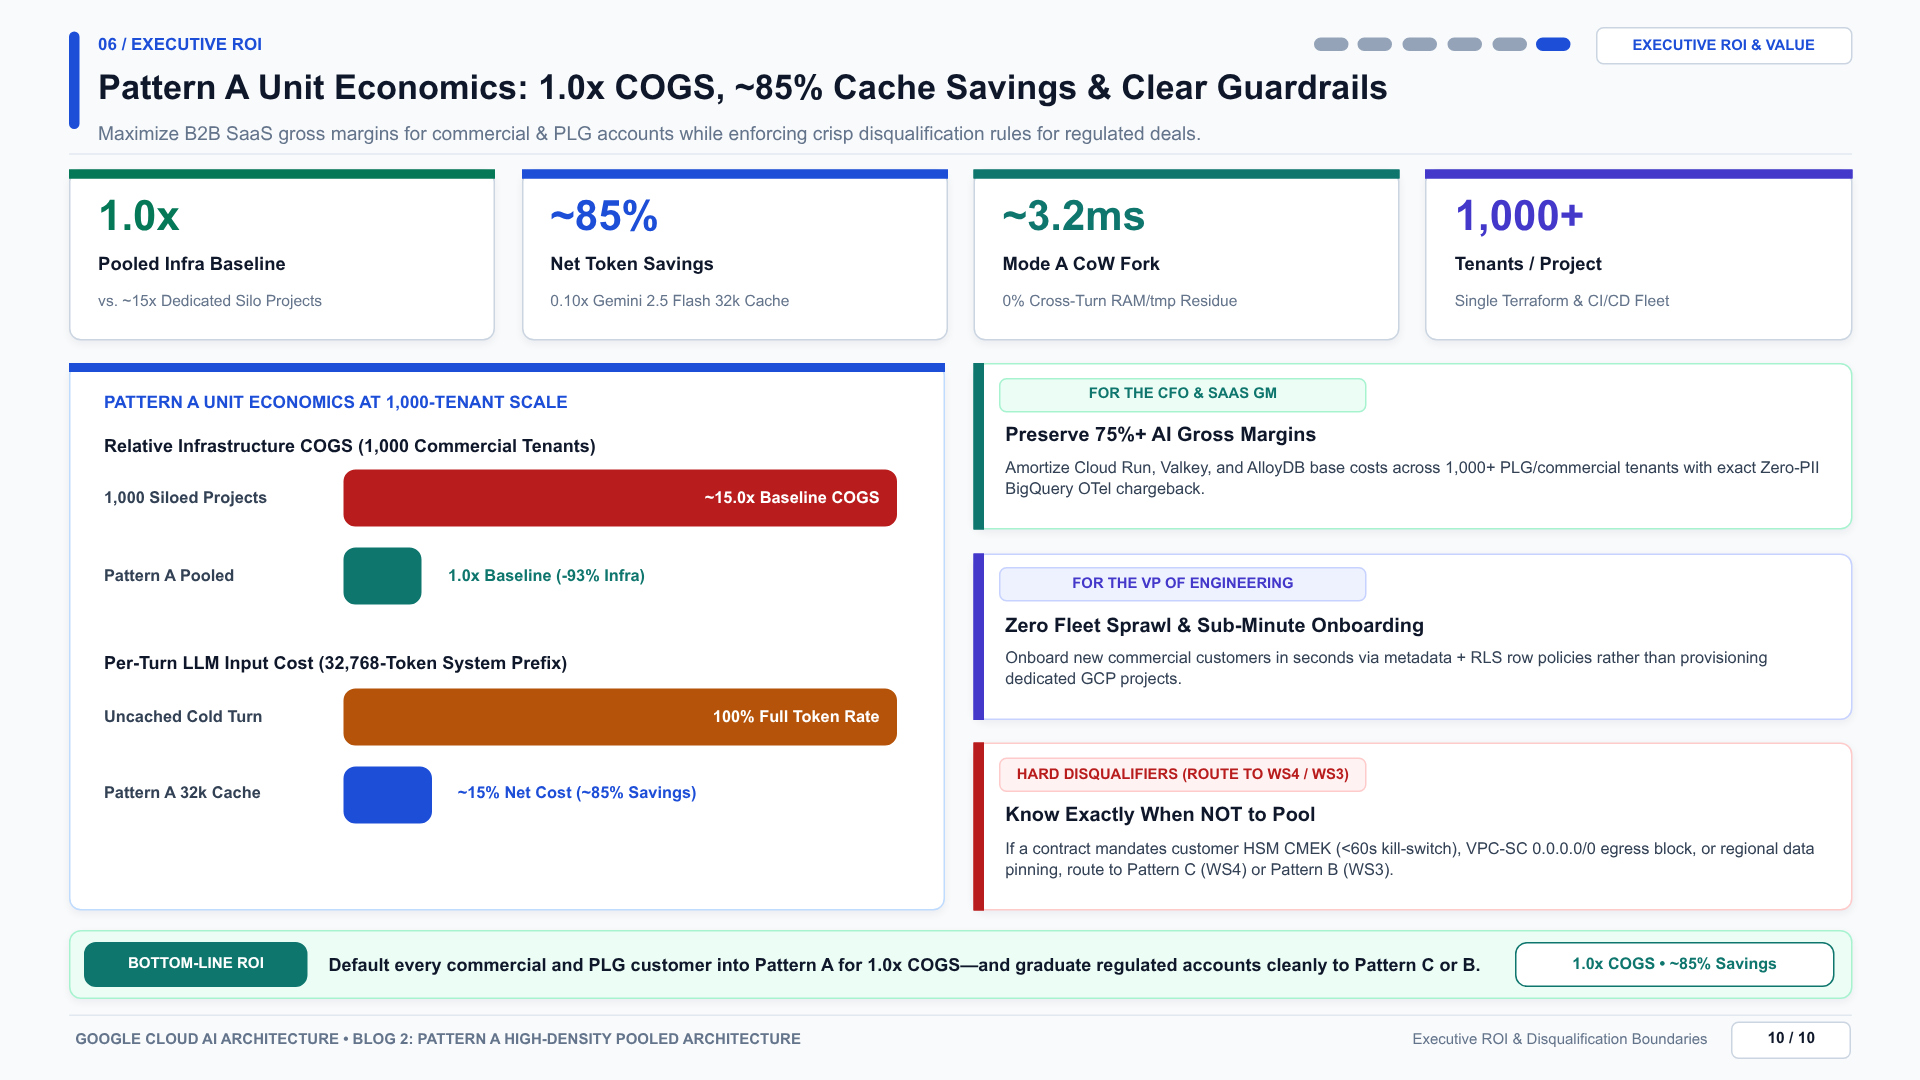 06 / EXECUTIVE ROI
EXECUTIVE ROI & VALUE
Pattern A Unit Economics: 1.0x COGS, ~85% Cache Savings & Clear Guardrails
Maximize B2B SaaS gross margins for commercial & PLG accounts while enforcing crisp disqualification rules for regulated deals.
1.0x
Pooled Infra Baseline
vs. ~15x Dedicated Silo Projects
~85%
Net Token Savings
0.10x Gemini 2.5 Flash 32k Cache
~3.2ms
Mode A CoW Fork
0% Cross-Turn RAM/tmp Residue
1,000+
Tenants / Project
Single Terraform & CI/CD Fleet
PATTERN A UNIT ECONOMICS AT 1,000-TENANT SCALE
Relative Infrastructure COGS (1,000 Commercial Tenants)
1,000 Siloed Projects
~15.0x Baseline COGS
Pattern A Pooled
1.0x Baseline (-93% Infra)
Per-Turn LLM Input Cost (32,768-Token System Prefix)
Uncached Cold Turn
100% Full Token Rate
Pattern A 32k Cache
~15% Net Cost (~85% Savings)
FOR THE CFO & SAAS GM
Preserve 75%+ AI Gross Margins
Amortize Cloud Run, Valkey, and AlloyDB base costs across 1,000+ PLG/commercial tenants with exact Zero-PII
BigQuery OTel chargeback.
FOR THE VP OF ENGINEERING
Zero Fleet Sprawl & Sub-Minute Onboarding
Onboard new commercial customers in seconds via metadata + RLS row policies rather than provisioning
dedicated GCP projects.
HARD DISQUALIFIERS (ROUTE TO WS4 / WS3)
Know Exactly When NOT to Pool
If a contract mandates customer HSM CMEK (<60s kill-switch), VPC-SC 0.0.0.0/0 egress block, or regional data
pinning, route to Pattern C (WS4) or Pattern B (WS3).
BOTTOM-LINE ROI
Default every commercial and PLG customer into Pattern A for 1.0x COGS—and graduate regulated accounts cleanly to Pattern C or B.
1.0x COGS • ~85% Savings
GOOGLE CLOUD AI ARCHITECTURE • BLOG 2: PATTERN A HIGH-DENSITY POOLED ARCHITECTURE
Executive ROI & Disqualification Boundaries
10 / 10